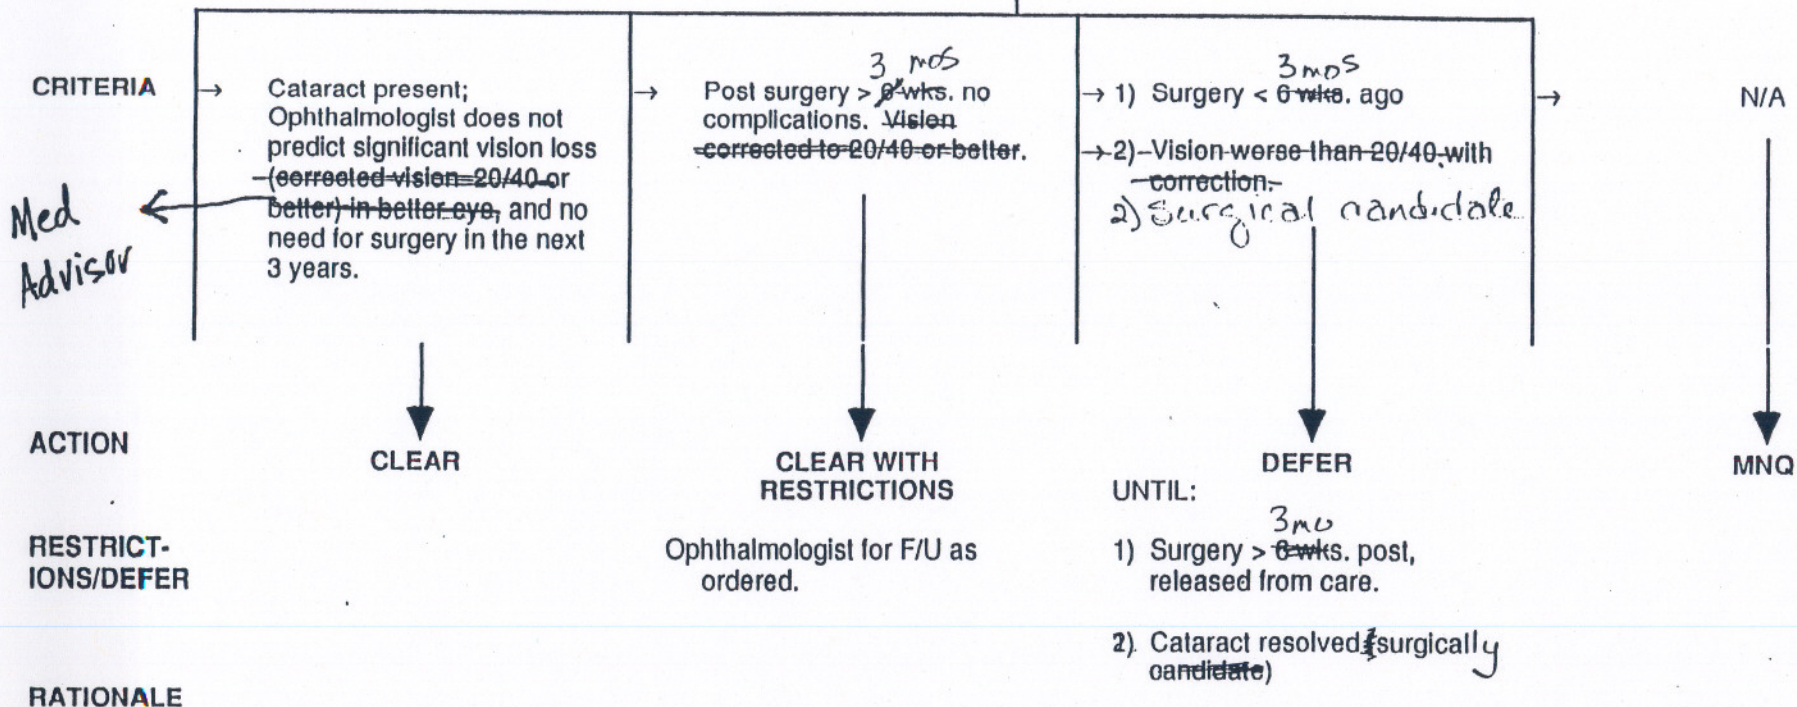 CRITERIA
→ Cataract present;
Ophthalmologist does not
predict significant vision loss
(corrected vision=20/40 or
better) in better eye, and no
need for surgery in the next
3 years.
Med
Advisor
3 mos
→ Post surgery > 6 wks. no
complications. Vision
corrected to 20/40 or better.
3 mos
→ 1) Surgery < 6 wks. ago
→ 2) Vision worse than 20/40 with
correction.
2) Surgical candidate
→ N/A
ACTION
CLEAR
CLEAR WITH
RESTRICTIONS
DEFER
MNQ
UNTIL:
RESTRICT-
IONS/DEFER
Ophthalmologist for F/U as
ordered.
3 mo
1) Surgery > 6 wks. post,
released from care.
2) Cataract resolved (surgically
candidate)
RATIONALE